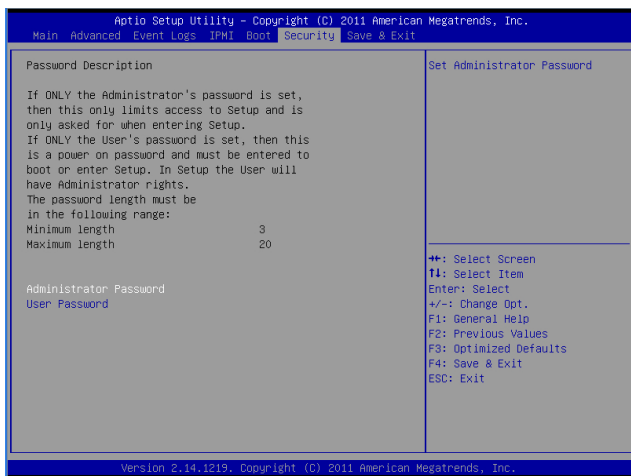 Aptio Setup Utility – Copyright (C) 2011 American Megatrends, Inc.
Main Advanced Event Logs IPMI Boot Security Save & Exit
Password Description
If ONLY the Administrator's password is set,
then this only limits access to Setup and is
only asked for when entering Setup.
If ONLY the User's password is set, then this
is a power on password and must be entered to
boot or enter Setup. In Setup the User will
have Administrator rights.
The password length must be
in the following range:
Minimum length 3
Maximum length 20
Administrator Password
User Password
Set Administrator Password
→←: Select Screen
↑↓: Select Item
Enter: Select
+/-: Change Opt.
F1: General Help
F2: Previous Values
F3: Optimized Defaults
F4: Save & Exit
ESC: Exit
Version 2.14.1219. Copyright (C) 2011 American Megatrends, Inc.